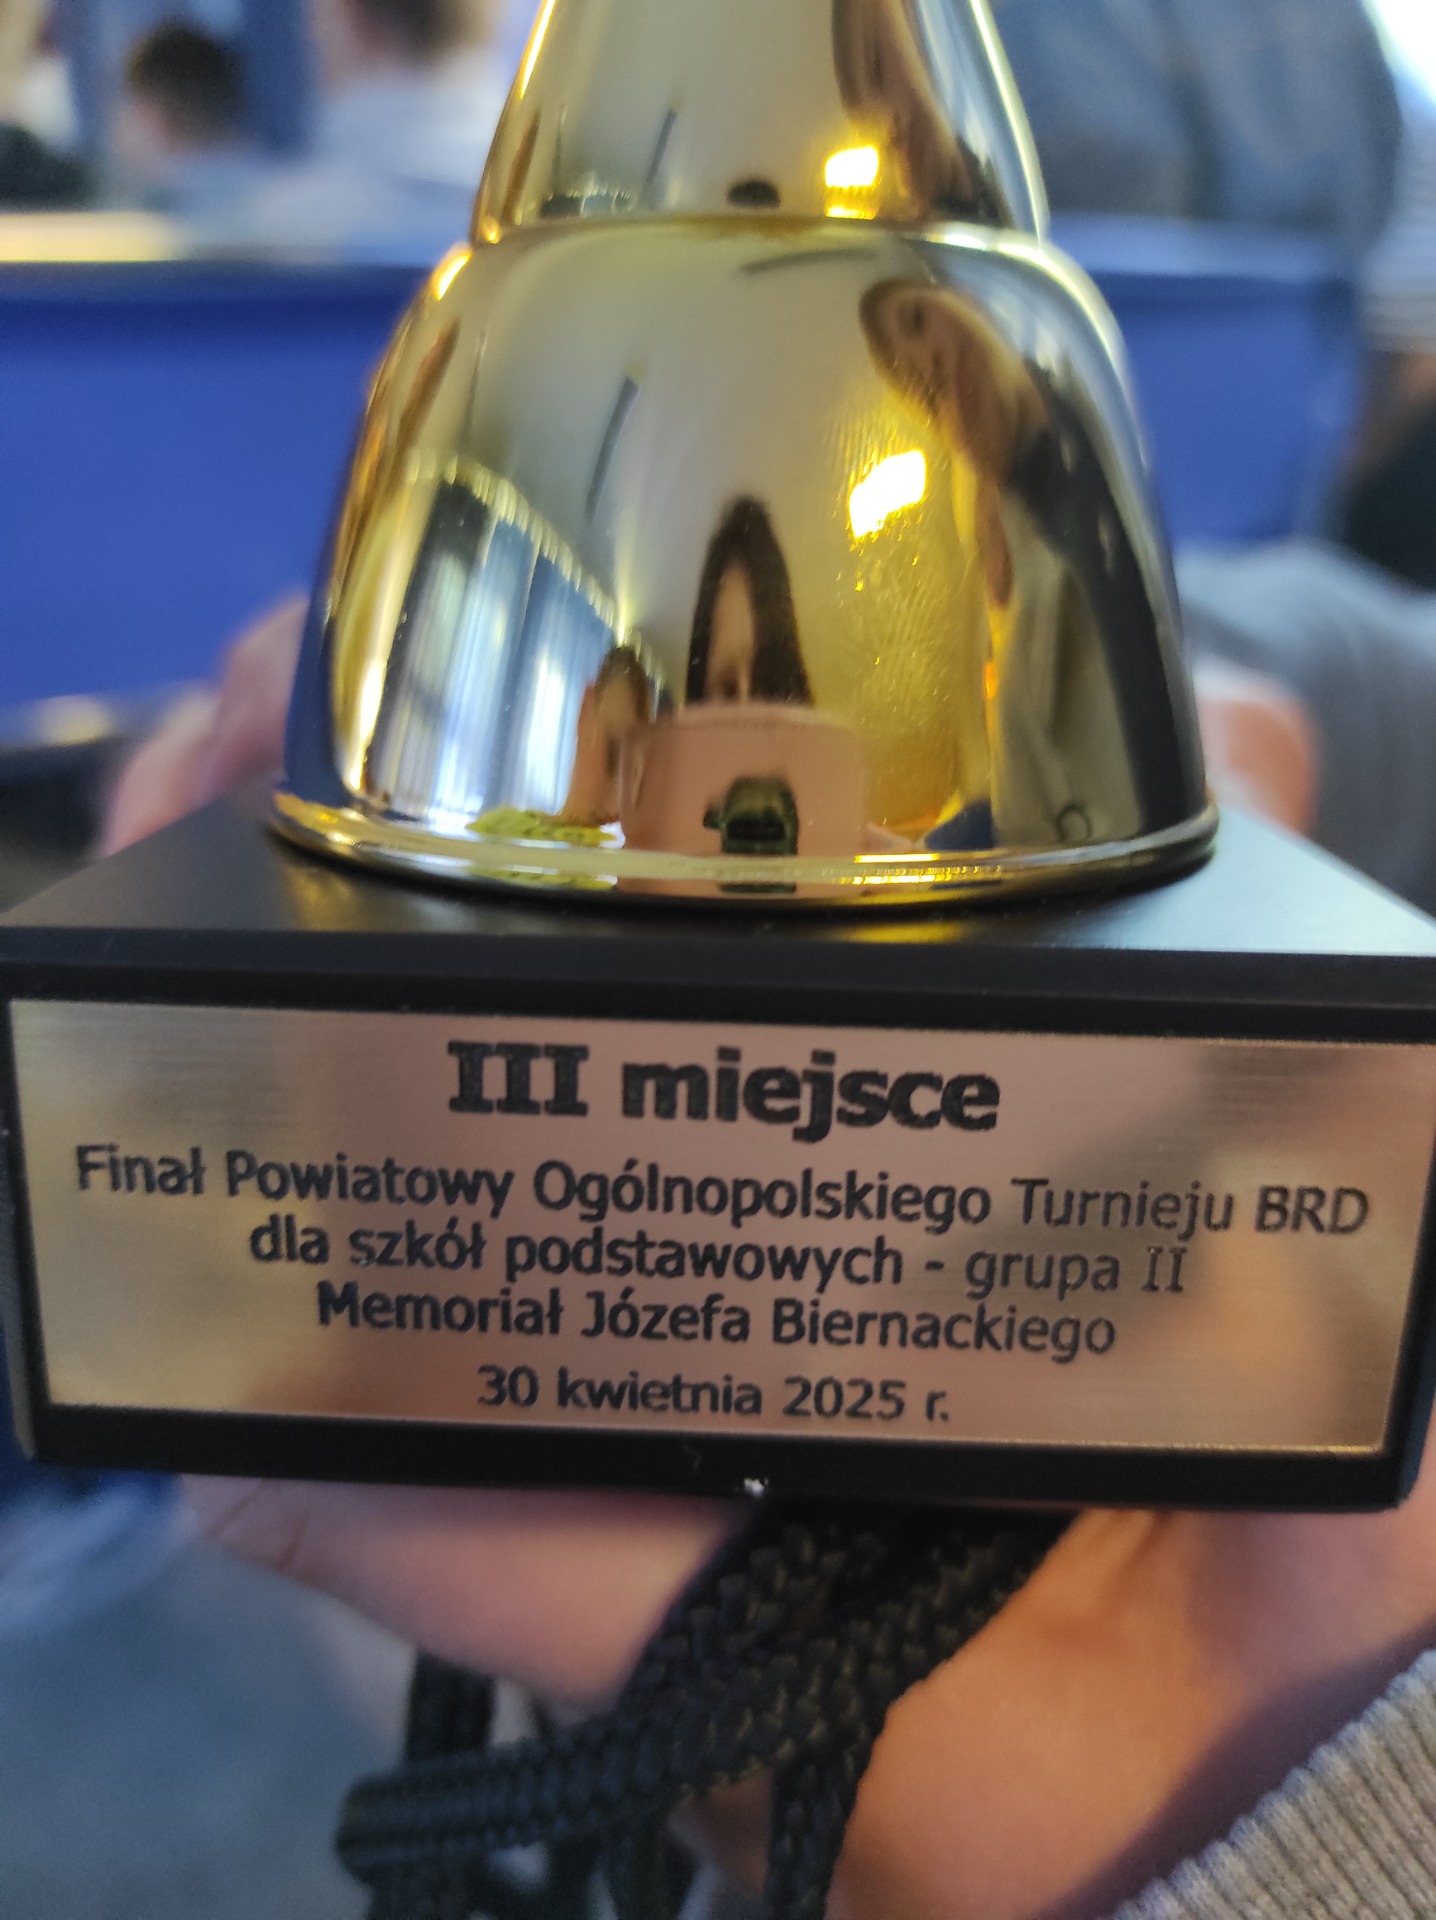 III miejsce
Finał Powiatowy Ogólnopolskiego Turnieju BRD
dla szkół podstawowych - grupa II
Memoriał Józefa Biernackiego
30 kwietnia 2025 r.